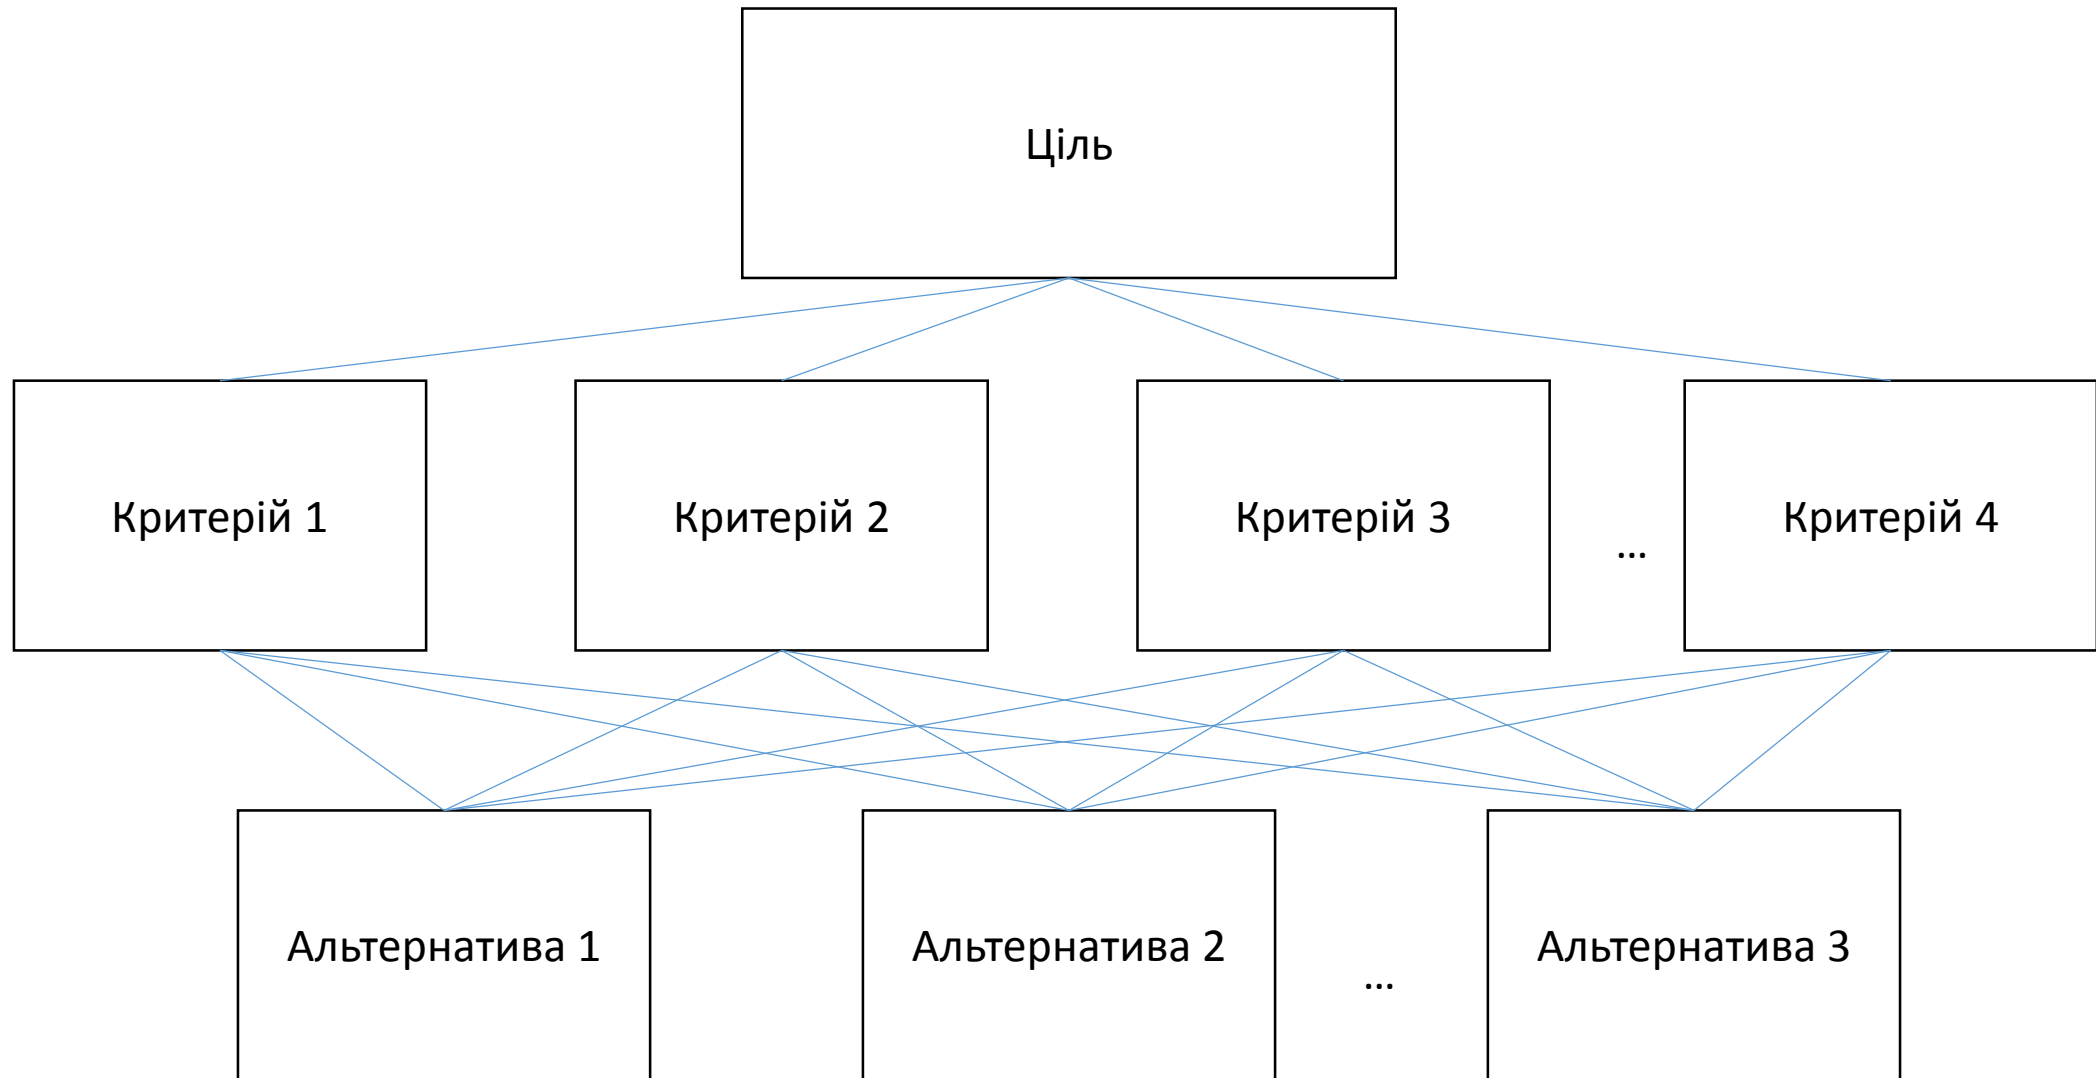 Ціль
Критерій 1
Критерій 2
Критерій 3
...
Критерій 4
Альтернатива 1
Альтернатива 2
...
Альтернатива 3